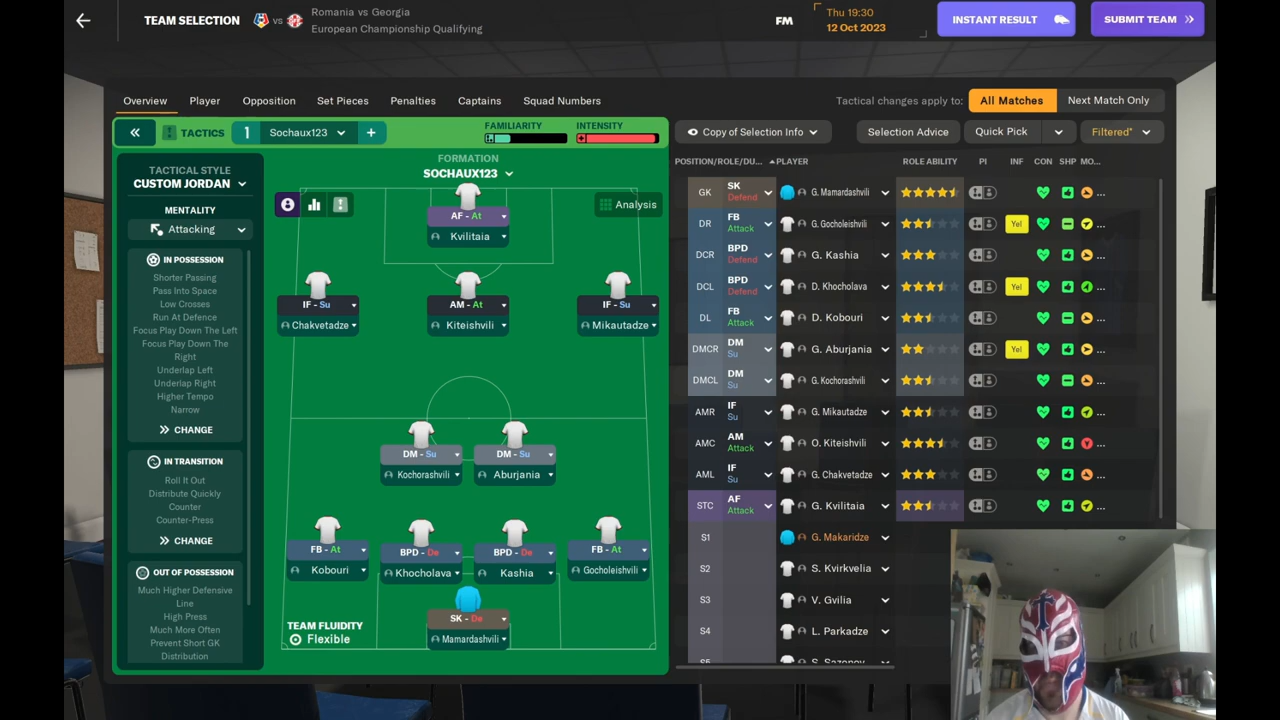 TEAM SELECTION
vs
Romania vs Georgia
European Championship Qualifying
FM
Thu 19:30
12 Oct 2023
INSTANT RESULT
SUBMIT TEAM
Overview
Player
Opposition
Set Pieces
Penalties
Captains
Squad Numbers
Tactical changes apply to:
All Matches
Next Match Only
TACTICS
1
Sochaux123
+
FAMILIARITY
INTENSITY
Copy of Selection Info
Selection Advice
Quick Pick
Filtered*
TACTICAL STYLE
CUSTOM JORDAN
MENTALITY
Attacking
IN POSSESSION
Shorter Passing
Pass Into Space
Low Crosses
Run At Defence
Focus Play Down The Left
Focus Play Down The
Right
Underlap Left
Underlap Right
Higher Tempo
Narrow
CHANGE
IN TRANSITION
Roll It Out
Distribute Quickly
Counter
Counter-Press
CHANGE
OUT OF POSSESSION
Much Higher Defensive
Line
High Press
Much More Often
Prevent Short GK
Distribution
FORMATION
SOCHAUX123
Analysis
AF - At
Kvilitaia
IF - Su
Chakvetadze
AM - At
Kiteishvili
IF - Su
Mikautadze
DM - Su
Kochorashvili
DM - Su
Aburjania
FB - At
Kobouri
BPD - De
Khocholava
BPD - De
Kashia
FB - At
Gocholeishvili
SK - De
Mamardashvili
TEAM FLUIDITY
Flexible
POSITION/ROLE/DU... PLAYER ROLE ABILITY PI INF CON SHP MO...
GK SK Defend G. Mamardashvili ...
DR FB Attack G. Gocholeishvili Yel ...
DCR BPD Defend G. Kashia ...
DCL BPD Defend D. Khocholava Yel ...
DL FB Attack D. Kobouri ...
DMCR DM Su G. Aburjania Yel ...
DMCL DM Su G. Kochorashvili ...
AMR IF Su G. Mikautadze ...
AMC AM Attack O. Kiteishvili ...
AML IF Su G. Chakvetadze ...
STC AF Attack G. Kvilitaia ...
S1 G. Makaridze
S2 S. Kvirkvelia
S3 V. Gvilia
S4 L. Parkadze
S5 S. Sazonov